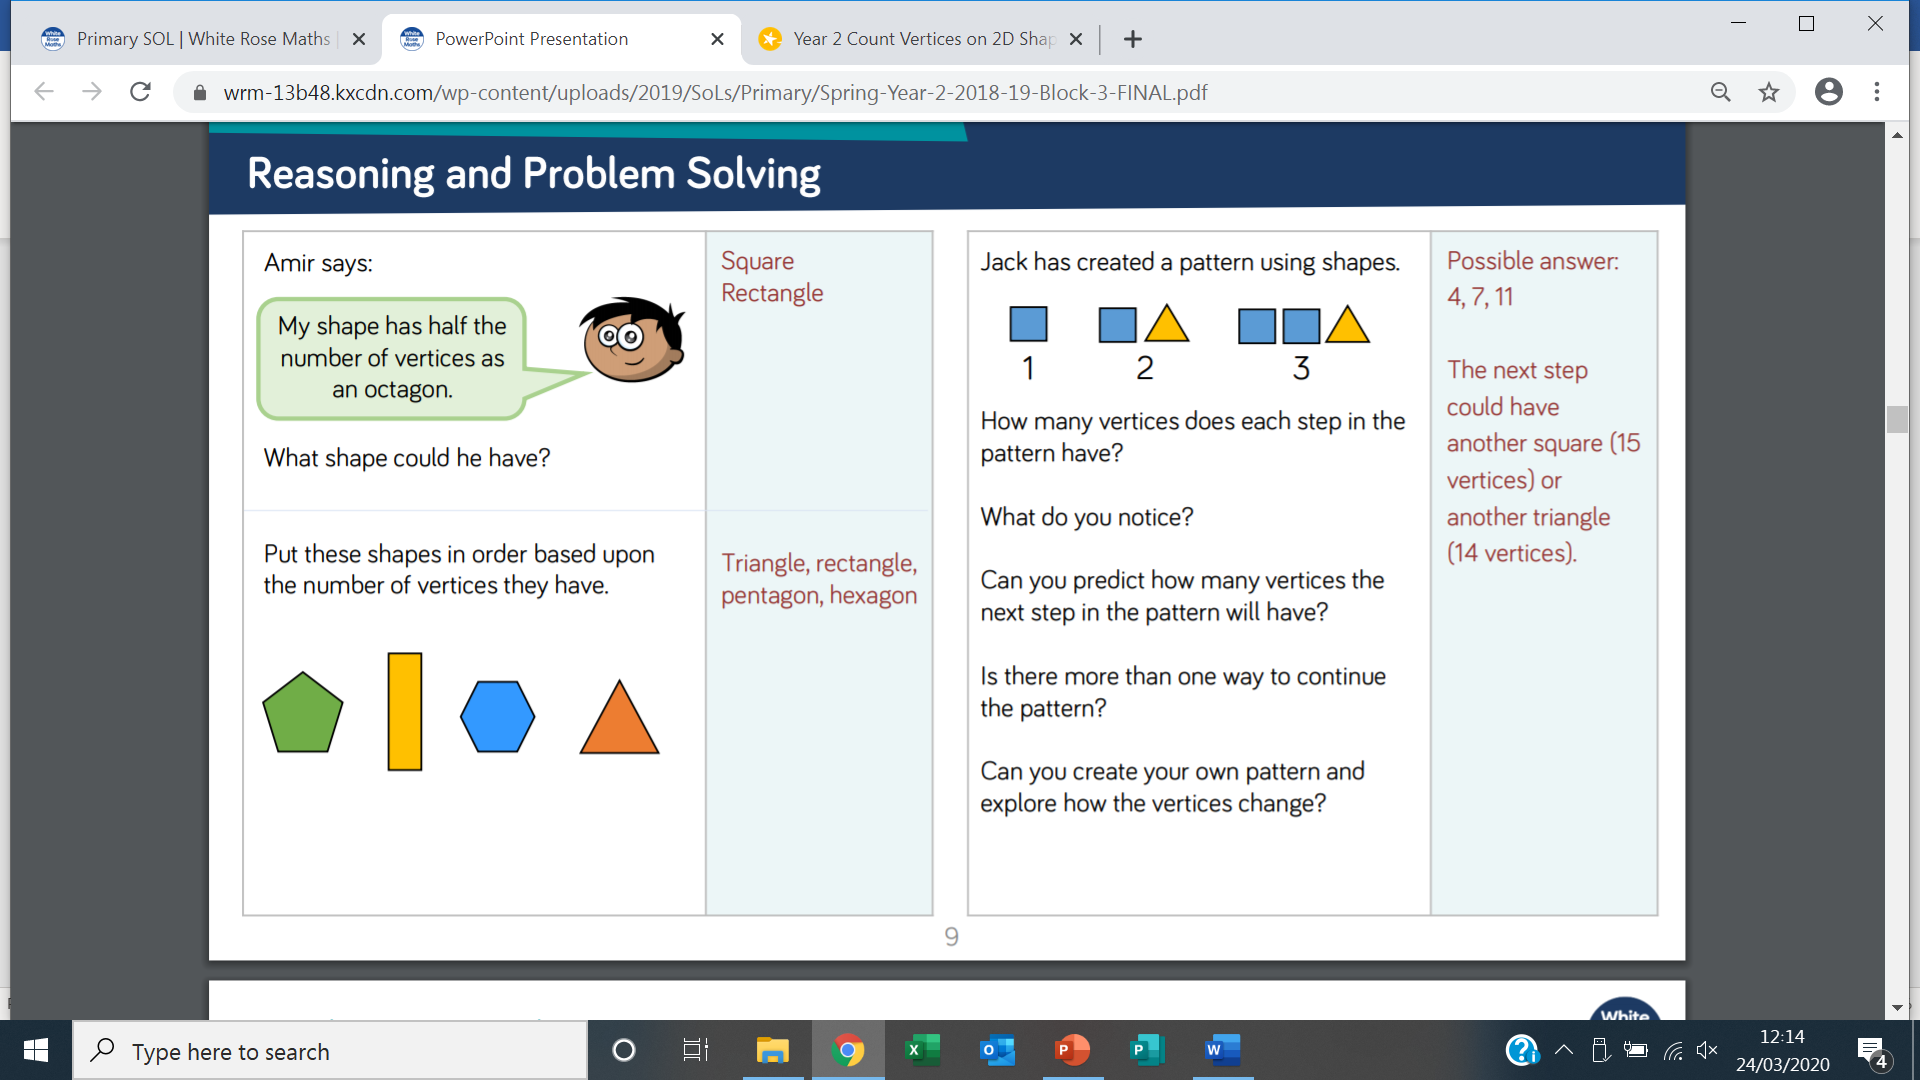 Primary SOL | White Rose Maths
PowerPoint Presentation
Year 2 Count Vertices on 2D Shap
wrm-13b48.kxcdn.com/wp-content/uploads/2019/SoLs/Primary/Spring-Year-2-2018-19-Block-3-FINAL.pdf
Reasoning and Problem Solving
Amir says:
My shape has half the
number of vertices as
an octagon.
What shape could he have?
Square
Rectangle
Put these shapes in order based upon
the number of vertices they have.
Triangle, rectangle,
pentagon, hexagon
Jack has created a pattern using shapes.
1 2 3
How many vertices does each step in the
pattern have?
What do you notice?
Can you predict how many vertices the
next step in the pattern will have?
Is there more than one way to continue
the pattern?
Can you create your own pattern and
explore how the vertices change?
Possible answer:
4, 7, 11
The next step
could have
another square (15
vertices) or
another triangle
(14 vertices).
9
White
Type here to search
12:14
24/03/2020
4